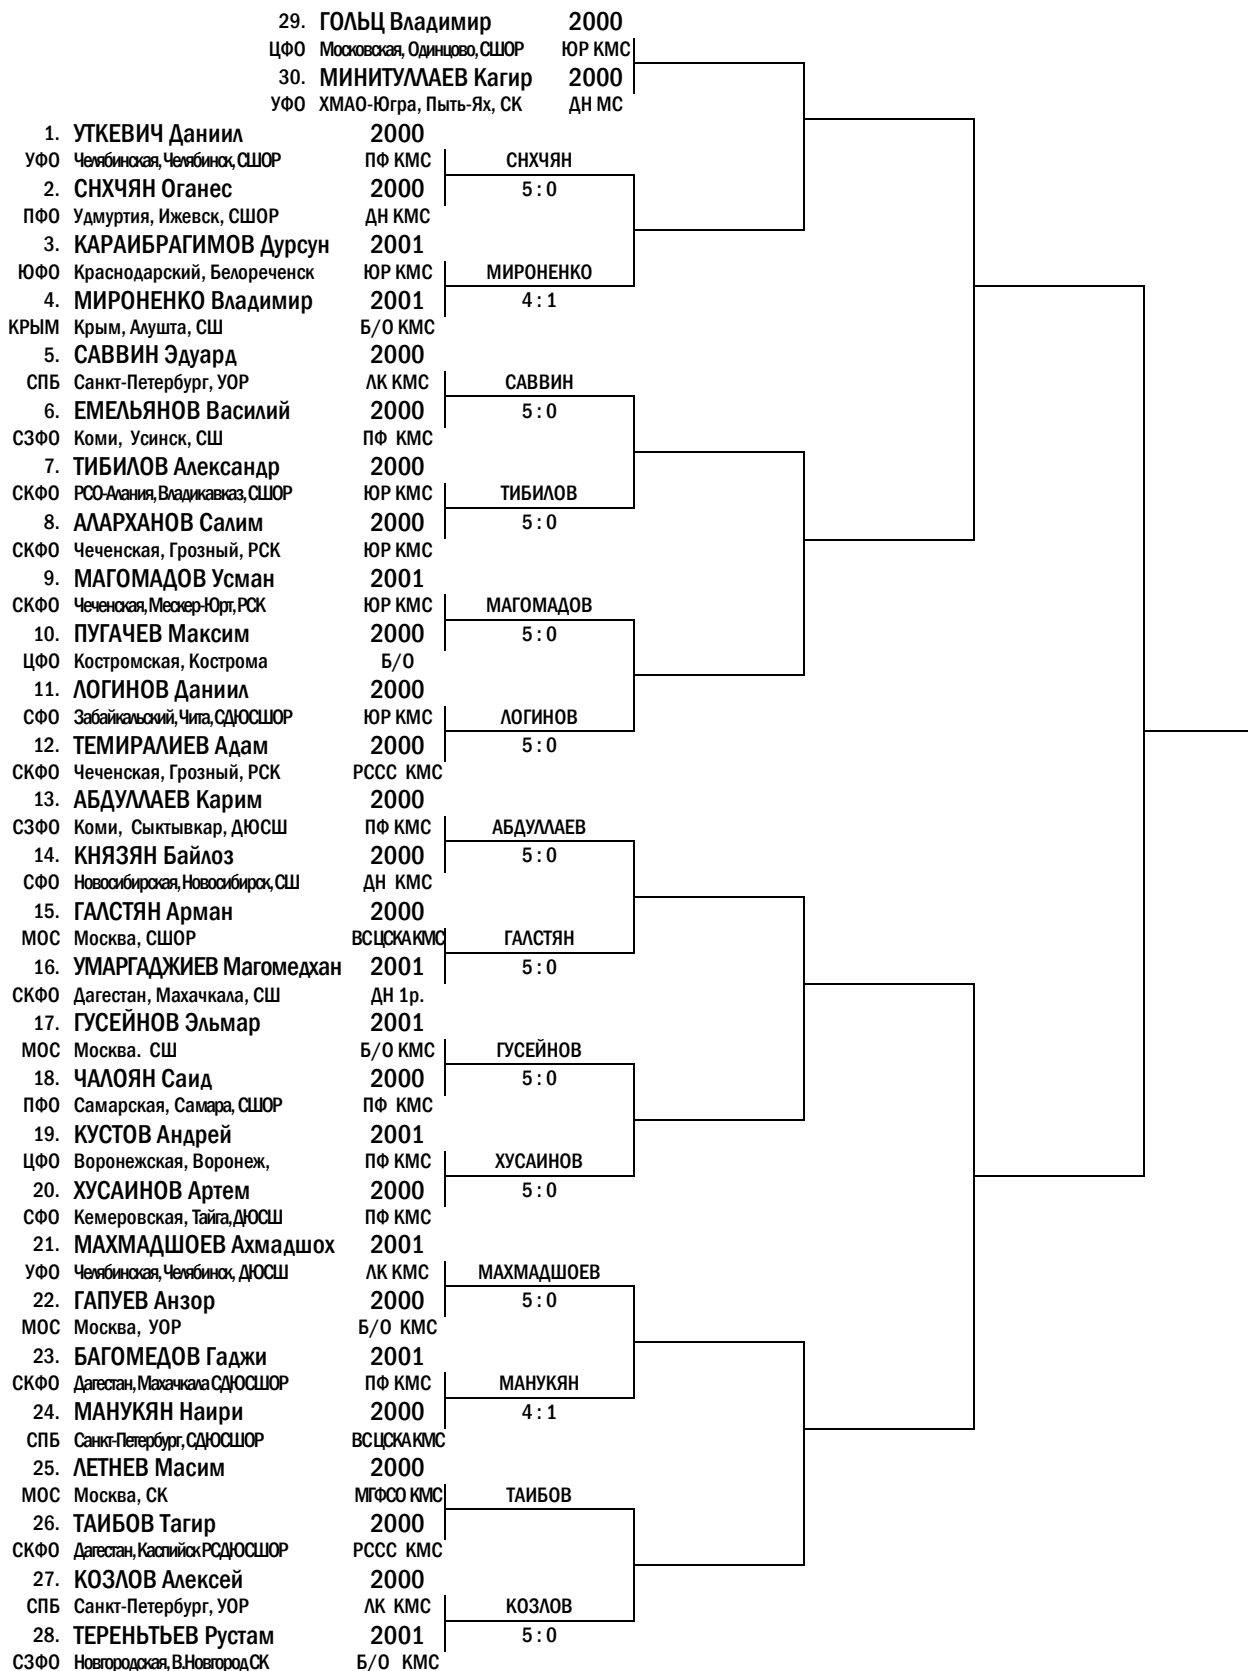 29. ГОЛЬЦ Владимир 2000
ЦФО Московская, Одинцово, СШОР ЮР КМС
30. МИНИТУЛЛАЕВ Кагир 2000
УФО ХМАО-Югра, Пыть-Ях, СК ДН МС
1. УТКЕВИЧ Даниил 2000
УФО Челябинская, Челябинск, СШОР ПФ КМС СНХЧЯН
2. СНХЧЯН Оганес 2000 5 : 0
ПФО Удмуртия, Ижевск, СШОР ДН КМС
3. КАРАИБРАГИМОВ Дурсун 2001
ЮФО Краснодарский, Белореченск ЮР КМС МИРОНЕНКО
4. МИРОНЕНКО Владимир 2001 4 : 1
КРЫМ Крым, Алушта, СШ Б/О КМС
5. САВВИН Эдуард 2000
СПБ Санкт-Петербург, УОР ЛК КМС САВВИН
6. ЕМЕЛЬЯНОВ Василий 2000 5 : 0
СЗФО Коми, Усинск, СШ ПФ КМС
7. ТИБИЛОВ Александр 2000
СКФО РСО-Алания, Владикавказ, СШОР ЮР КМС ТИБИЛОВ
8. АЛАРХАНОВ Салим 2000 5 : 0
СКФО Чеченская, Грозный, РСК ЮР КМС
9. МАГОМАДОВ Усман 2001
СКФО Чеченская, Мескер-Юрт, РСК ЮР КМС МАГОМАДОВ
10. ПУГАЧЕВ Максим 2000 5 : 0
ЦФО Костромская, Кострома Б/О
11. ЛОГИНОВ Даниил 2000
СФО Забайкальский, Чита, СДЮСШОР ЮР КМС ЛОГИНОВ
12. ТЕМИРАЛИЕВ Адам 2000 5 : 0
СКФО Чеченская, Грозный, РСК РССС КМС
13. АБДУЛЛАЕВ Карим 2000
СЗФО Коми, Сыктывкар, ДЮСШ ПФ КМС АБДУЛЛАЕВ
14. КНЯЗЯН Байлоз 2000 5 : 0
СФО Новосибирская, Новосибирск, СШ ДН КМС
15. ГАЛСТЯН Арман 2000
МОС Москва, СШОР ВС ЦСКА КМС ГАЛСТЯН
16. УМАРГАДЖИЕВ Магомедхан 2001 5 : 0
СКФО Дагестан, Махачкала, СШ ДН 1р.
17. ГУСЕЙНОВ Эльмар 2001
МОС Москва. СШ Б/О КМС ГУСЕЙНОВ
18. ЧАЛОЯН Саид 2000 5 : 0
ПФО Самарская, Самара, СШОР ПФ КМС
19. КУСТОВ Андрей 2001
ЦФО Воронежская, Воронеж, ПФ КМС ХУСАИНОВ
20. ХУСАИНОВ Артем 2000 5 : 0
СФО Кемеровская, Тайга, ДЮСШ ПФ КМС
21. МАХМАДШОЕВ Ахмадшох 2001
УФО Челябинская, Челябинск, ДЮСШ ЛК КМС МАХМАДШОЕВ
22. ГАПУЕВ Анзор 2000 5 : 0
МОС Москва, УОР Б/О КМС
23. БАГОМЕДОВ Гаджи 2001
СКФО Дагестан, Махачкала СДЮСШОР ПФ КМС МАНУКЯН
24. МАНУКЯН Наири 2000 4 : 1
СПБ Санкт-Петербург, СДЮСШОР ВС ЦСКА КМС
25. ЛЕТНЕВ Масим 2000
МОС Москва, СК МГФСО КМС ТАИБОВ
26. ТАИБОВ Тагир 2000
СКФО Дагестан, Каспийск РСДЮСШОР РССС КМС
27. КОЗЛОВ Алексей 2000
СПБ Санкт-Петербург, УОР ЛК КМС КОЗЛОВ
28. ТЕРЕНЬТЬЕВ Рустам 2001 5 : 0
СЗФО Новгородская, В.Новгород СК Б/О КМС